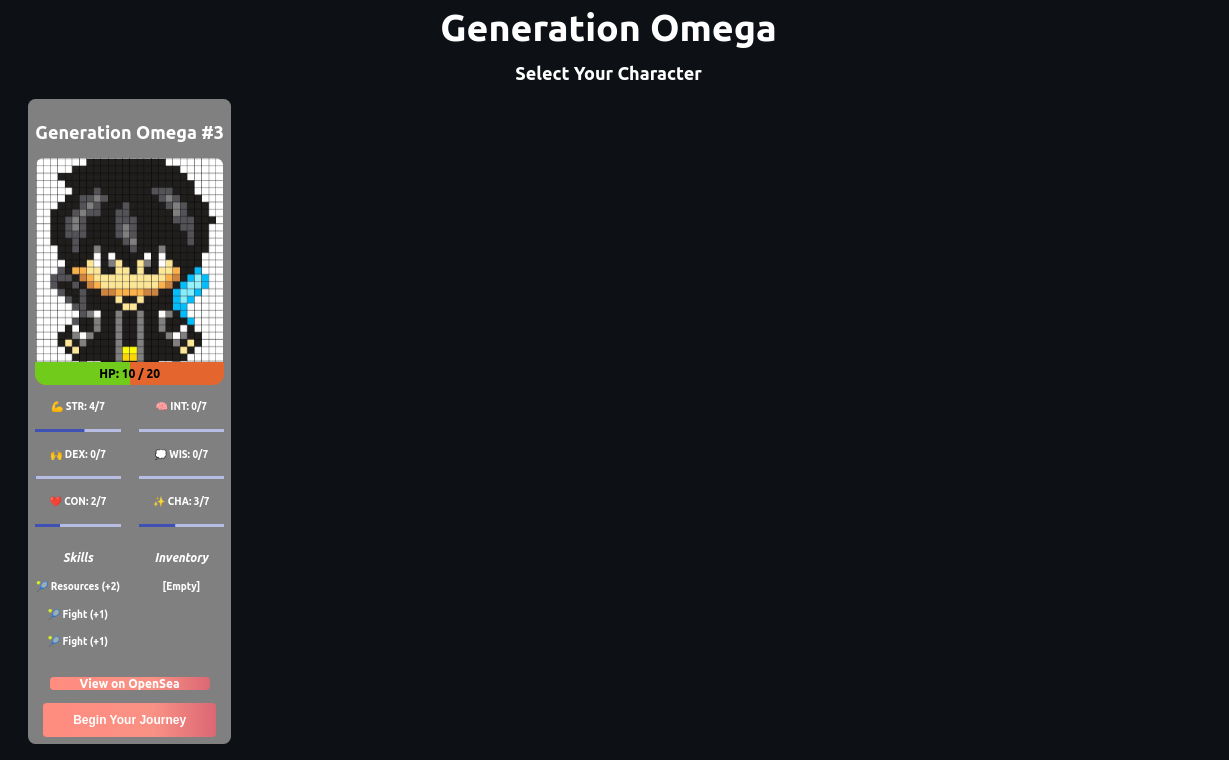 Generation Omega
Select Your Character
Generation Omega #3
HP: 10 / 20
💪 STR: 4/7
🧠 INT: 0/7
🙌 DEX: 0/7
💭 WIS: 0/7
❤️ CON: 2/7
✨ CHA: 3/7
Skills
Inventory
🎾 Resources (+2)
[Empty]
🎾 Fight (+1)
🎾 Fight (+1)
View on OpenSea
Begin Your Journey